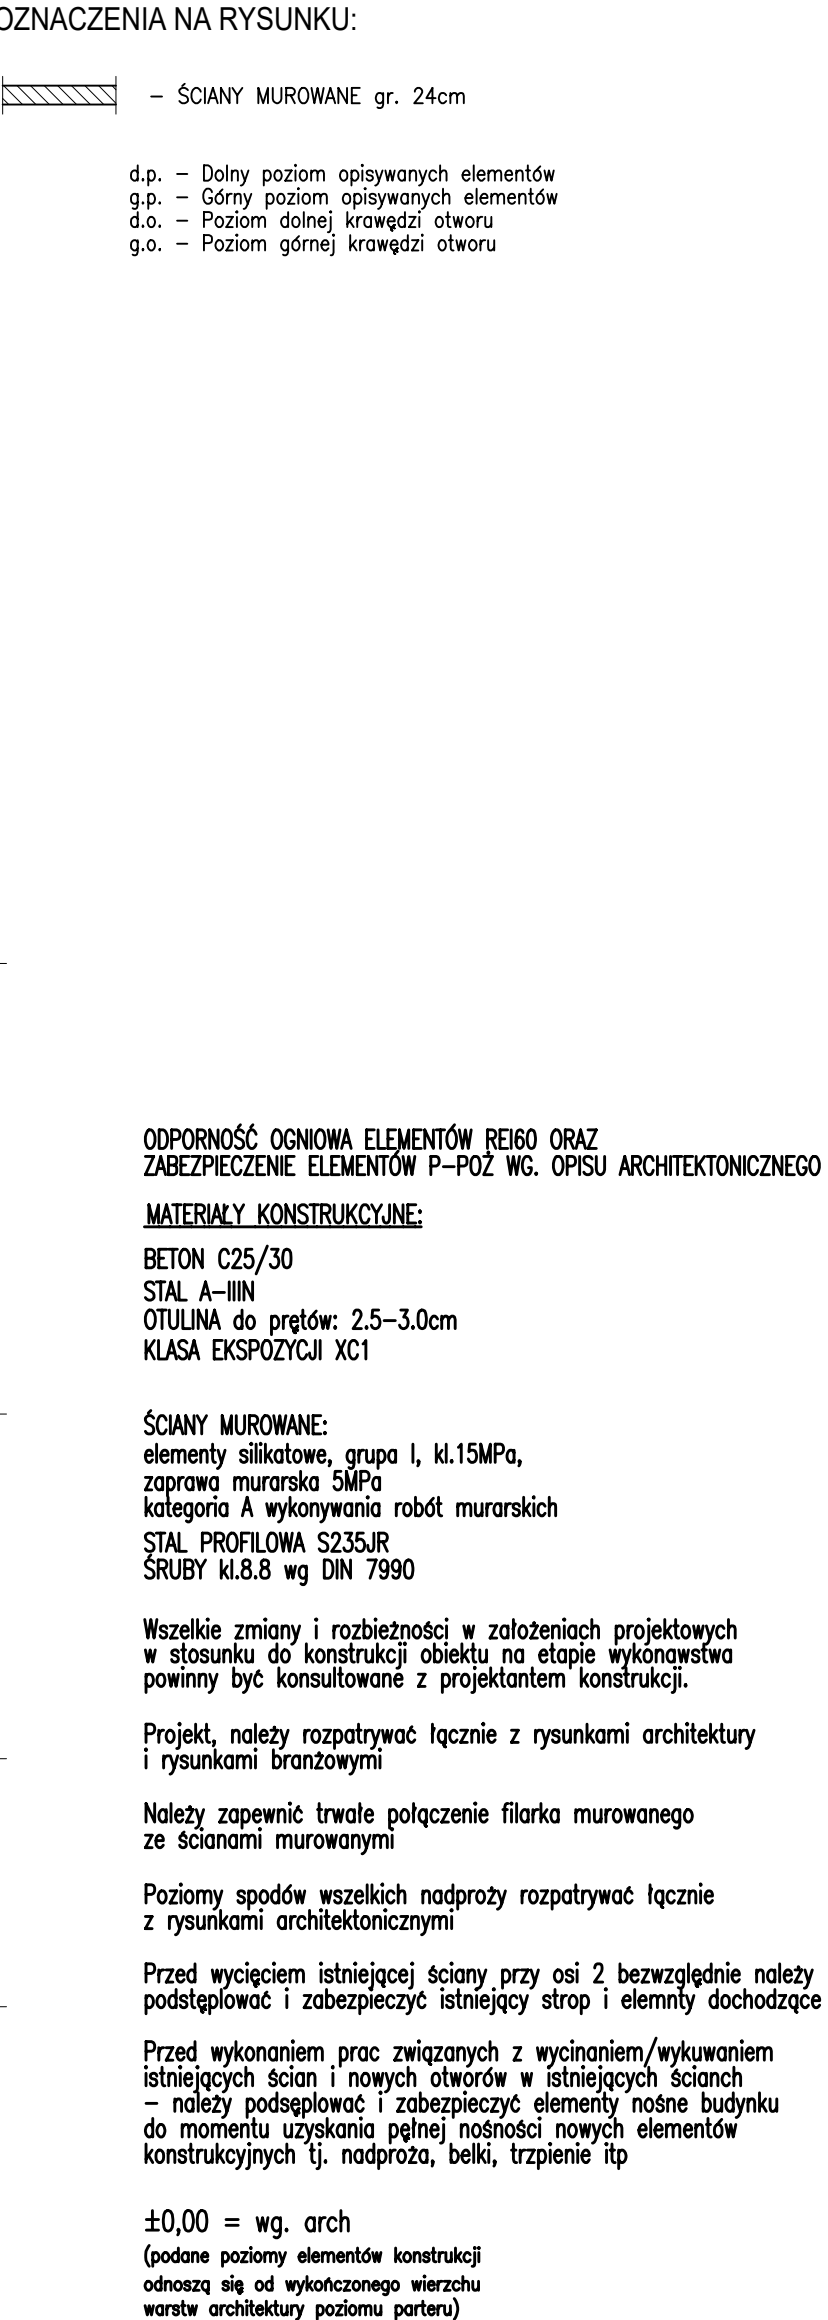 OZNACZENIA NA RYSUNKU:
– ŚCIANY MUROWANE gr. 24cm
d.p. – Dolny poziom opisywanych elementów
g.p. – Górny poziom opisywanych elementów
d.o. – Poziom dolnej krawędzi otworu
g.o. – Poziom górnej krawędzi otworu
ODPORNOŚĆ OGNIOWA ELEMENTÓW REI60 ORAZ
ZABEZPIECZENIE ELEMENTÓW P–POŻ WG. OPISU ARCHITEKTONICZNEGO
MATERIAŁY KONSTRUKCYJNE:
BETON C25/30
STAL A–IIIN
OTULINA do prętów: 2.5–3.0cm
KLASA EKSPOZYCJI XC1
ŚCIANY MUROWANE:
elementy silikatowe, grupa I, kl.15MPa,
zaprawa murarska 5MPa
kategoria A wykonywania robót murarskich
STAL PROFILOWA S235JR
ŚRUBY kl.8.8 wg DIN 7990
Wszelkie zmiany i rozbieżności w założeniach projektowych
w stosunku do konstrukcji obiektu na etapie wykonawstwa
powinny być konsultowane z projektantem konstrukcji.
Projekt, należy rozpatrywać łącznie z rysunkami architektury
i rysunkami branżowymi
Należy zapewnić trwałe połączenie filarka murowanego
ze ścianami murowanymi
Poziomy spodów wszelkich nadproży rozpatrywać łącznie
z rysunkami architektonicznymi
Przed wycięciem istniejącej ściany przy osi 2 bezwzględnie należy
podstęplować i zabezpieczyć istniejący strop i elemnty dochodzące
Przed wykonaniem prac związanych z wycinaniem/wykuwaniem
istniejących ścian i nowych otworów w istniejących ścianch
– należy podsęplować i zabezpieczyć elementy nośne budynku
do momentu uzyskania pęłnej nośności nowych elementów
konstrukcyjnych tj. nadproża, belki, trzpienie itp
±0,00 = wg. arch
(podane poziomy elementów konstrukcji
odnoszą się od wykończonego wierzchu
warstw architektury poziomu parteru)